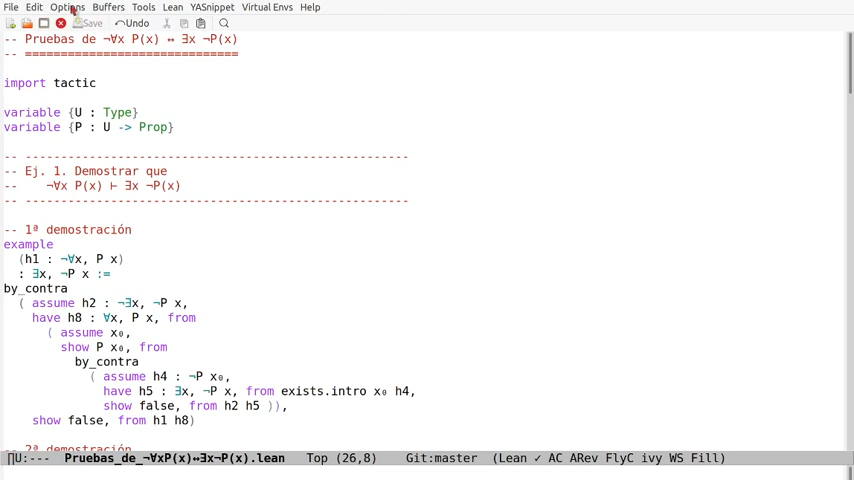 File Edit Options Buffers Tools Lean YASnippet Virtual Envs Help
Save Undo
-- Pruebas de ¬∀x P(x) ↔ ∃x ¬P(x)
-- ==============================
import tactic
variable {U : Type}
variable {P : U -> Prop}
-- ----------------------------------------------------
-- Ej. 1. Demostrar que
--    ¬∀x P(x) ⊢ ∃x ¬P(x)
-- ----------------------------------------------------
-- 1ª demostración
example
  (h1 : ¬∀x, P x)
  : ∃x, ¬P x :=
by_contra
  ( assume h2 : ¬∃x, ¬P x,
    have h8 : ∀x, P x, from
      ( assume x₀,
        show P x₀, from
          by_contra
            ( assume h4 : ¬P x₀,
              have h5 : ∃x, ¬P x, from exists.intro x₀ h4,
              show false, from h2 h5 )),
    show false, from h1 h8)
-- 2ª demostración
∏U:---  Pruebas_de_¬∀xP(x)↔∃x¬P(x).lean   Top (26,8)    Git:master  (Lean ✓ AC ARev FlyC ivy WS Fill)